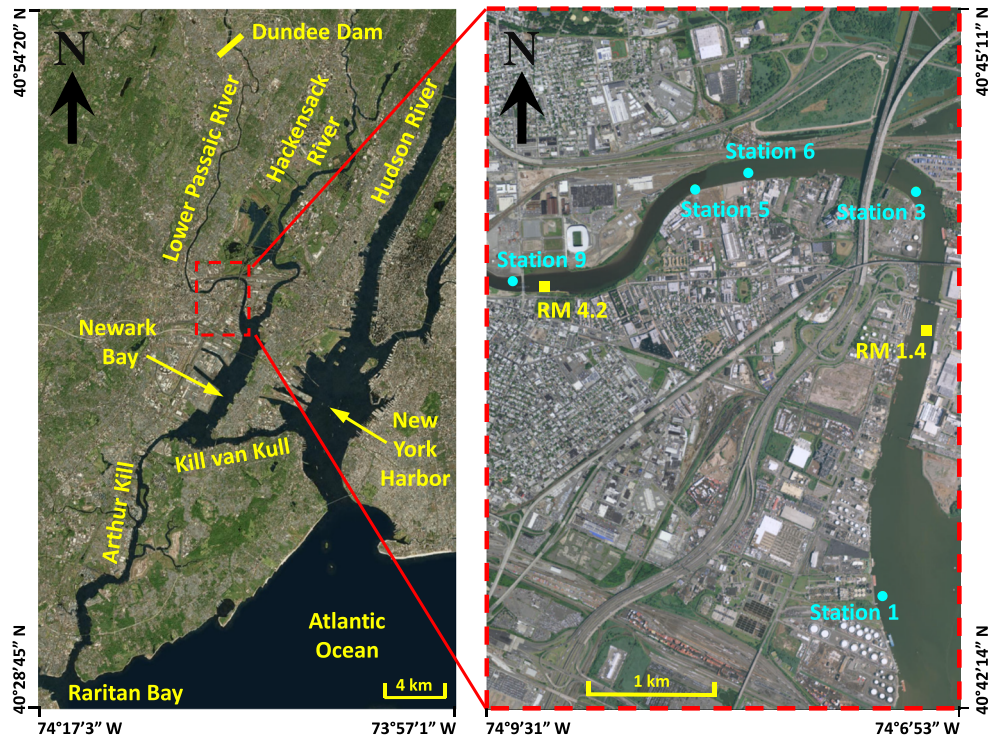 40°54'20" N
N
Dundee Dam
Lower Passaic River
Hackensack
River
Hudson River
Newark
Bay
New
York
Harbor
Kill van Kull
Arthur Kill
Atlantic
Ocean
Raritan Bay
4 km
40°28'45" N
74°17'3" W
73°57'1" W
40°45'11" N
N
Station 6
Station 5
Station 3
Station 9
RM 4.2
RM 1.4
Station 1
1 km
40°42'14" N
74°9'31" W
74°6'53" W